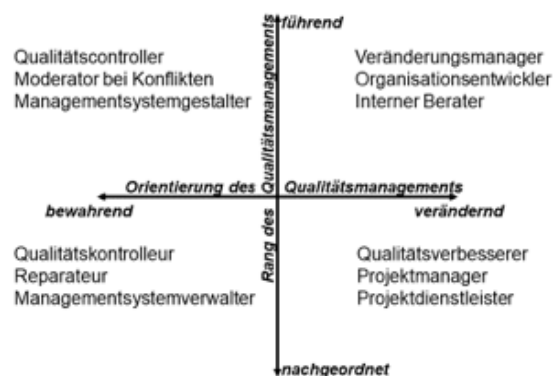 führend
Qualitätscontroller
Moderator bei Konflikten
Managementsystemgestalter
Veränderungsmanager
Organisationsentwickler
Interner Berater
Rang des Qualitätsmanagements
Orientierung des Qualitätsmanagements
bewahrend
verändernd
Qualitätskontrolleur
Reparateur
Managementsystemverwalter
Qualitätsverbesserer
Projektmanager
Projektdienstleister
nachgeordnet